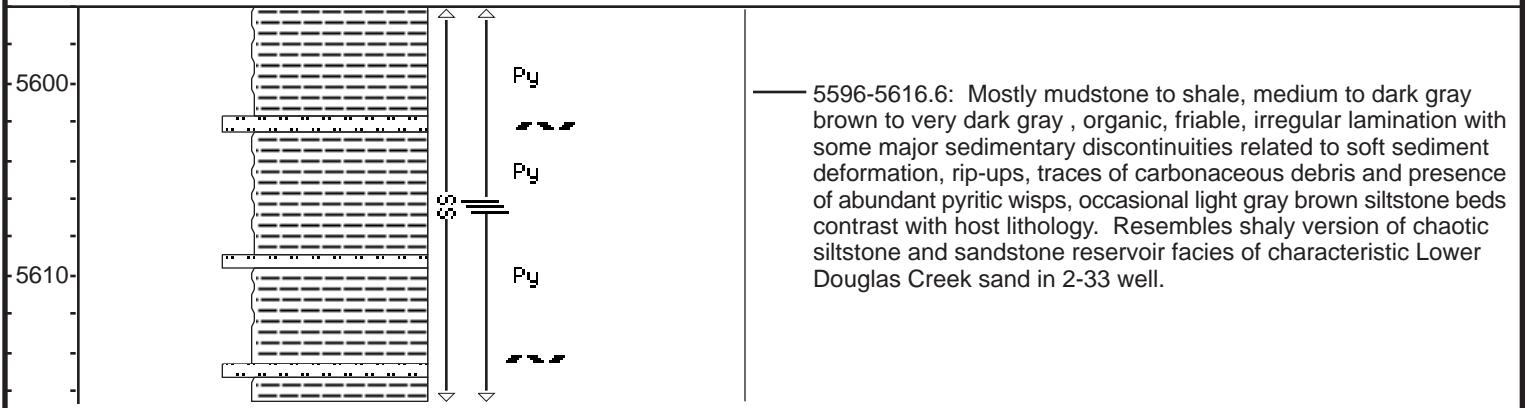 5600
Py
5596-5616.6:  Mostly mudstone to shale, medium to dark gray
brown to very dark gray , organic, friable, irregular lamination with
some major sedimentary discontinuities related to soft sediment
deformation, rip-ups, traces of carbonaceous debris and presence
of abundant pyritic wisps, occasional light gray brown siltstone beds
contrast with host lithology.  Resembles shaly version of chaotic
siltstone and sandstone reservoir facies of characteristic Lower
Douglas Creek sand in 2-33 well.
Py
SS
5610
Py